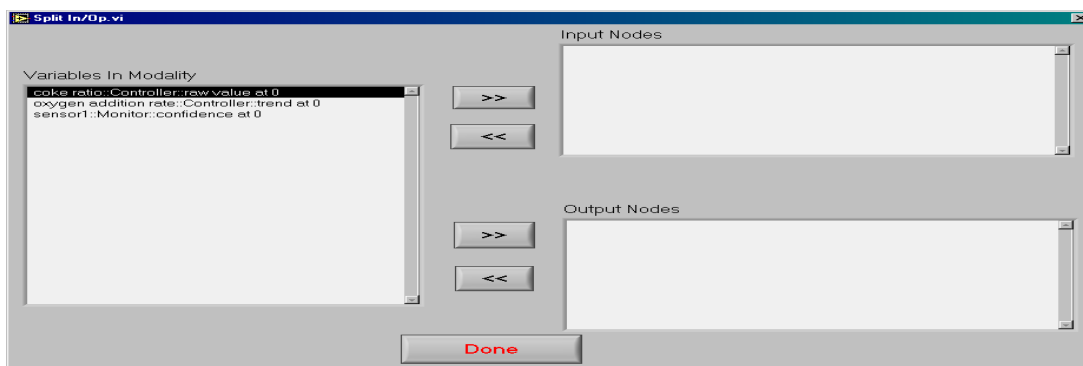 Split In/Op.vi
Input Nodes
Variables In Modality
coke ratio::Controller::raw value at 0
oxygen addition rate::Controller::trend at 0
sensor1::Monitor::confidence at 0
>>
<<
Output Nodes
>>
<<
Done